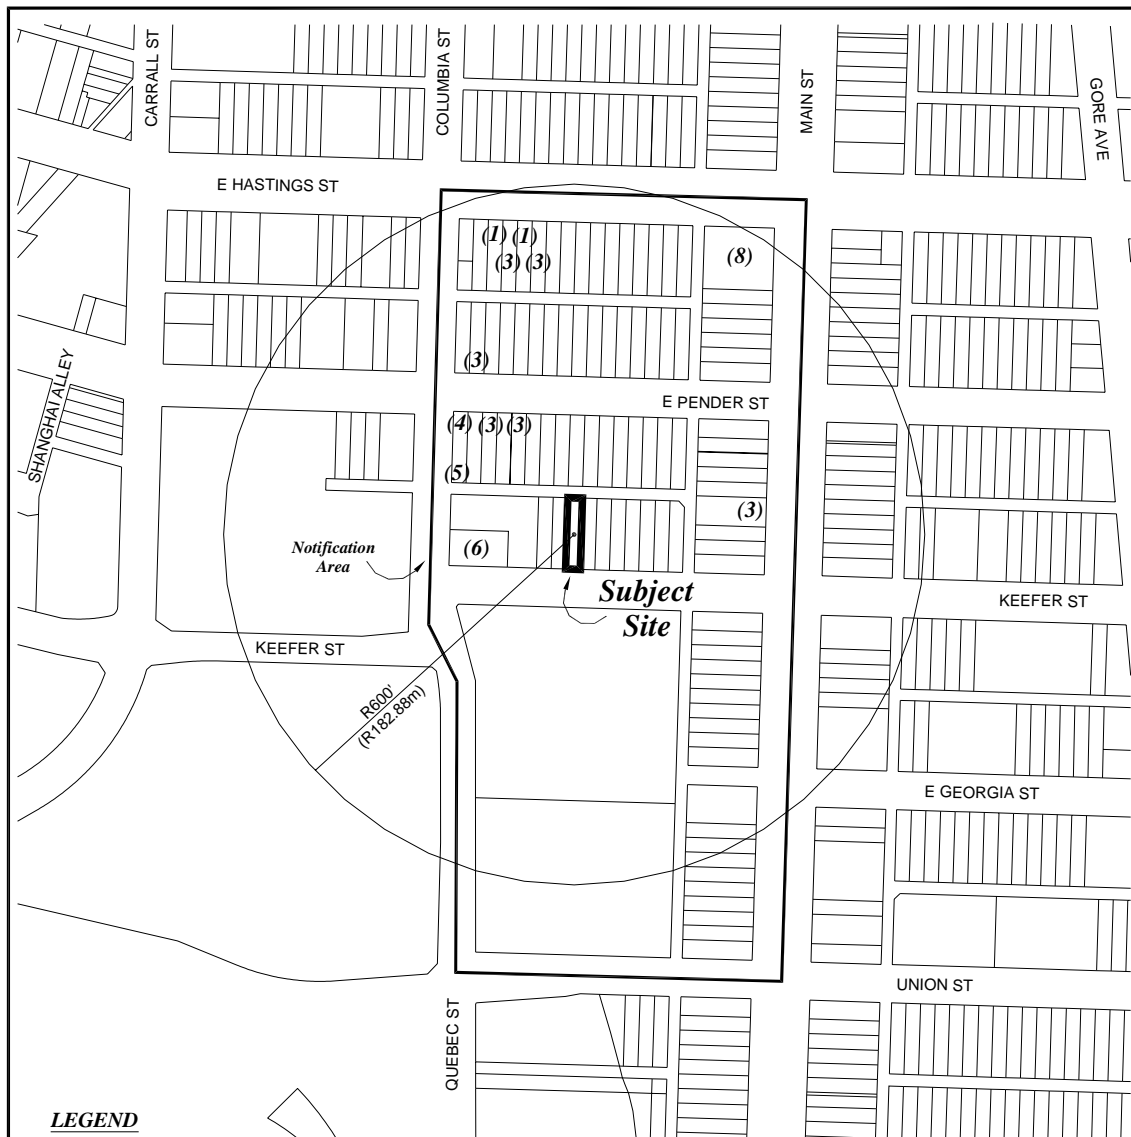 CARRALL ST
COLUMBIA ST
MAIN ST
GORE AVE
E HASTINGS ST
(1) (1)
(3) (3)
(8)
(3)
SHANGHAI ALLEY
E PENDER ST
(4) (3) (3)
(5)
(3)
(6)
Notification
Area
Subject
Site
KEEFER ST
KEEFER ST
R600'
(R182.88m)
E GEORGIA ST
UNION ST
QUEBEC ST
LEGEND